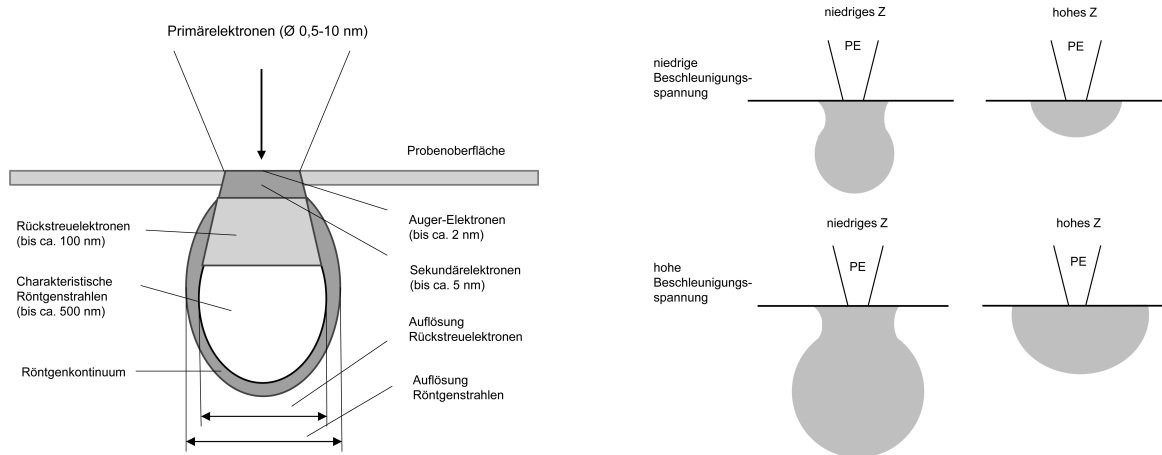 Primärelektronen (Ø 0,5-10 nm)
Probenoberfläche
Rückstreuelektronen
(bis ca. 100 nm)
Charakteristische
Röntgenstrahlen
(bis ca. 500 nm)
Röntgenkontinuum
Auger-Elektronen
(bis ca. 2 nm)
Sekundärelektronen
(bis ca. 5 nm)
Auflösung
Rückstreuelektronen
Auflösung
Röntgenstrahlen
niedriges Z
hohes Z
niedrige
Beschleunigungs-
spannung
PE
PE
niedriges Z
hohes Z
hohe
Beschleunigungs-
spannung
PE
PE